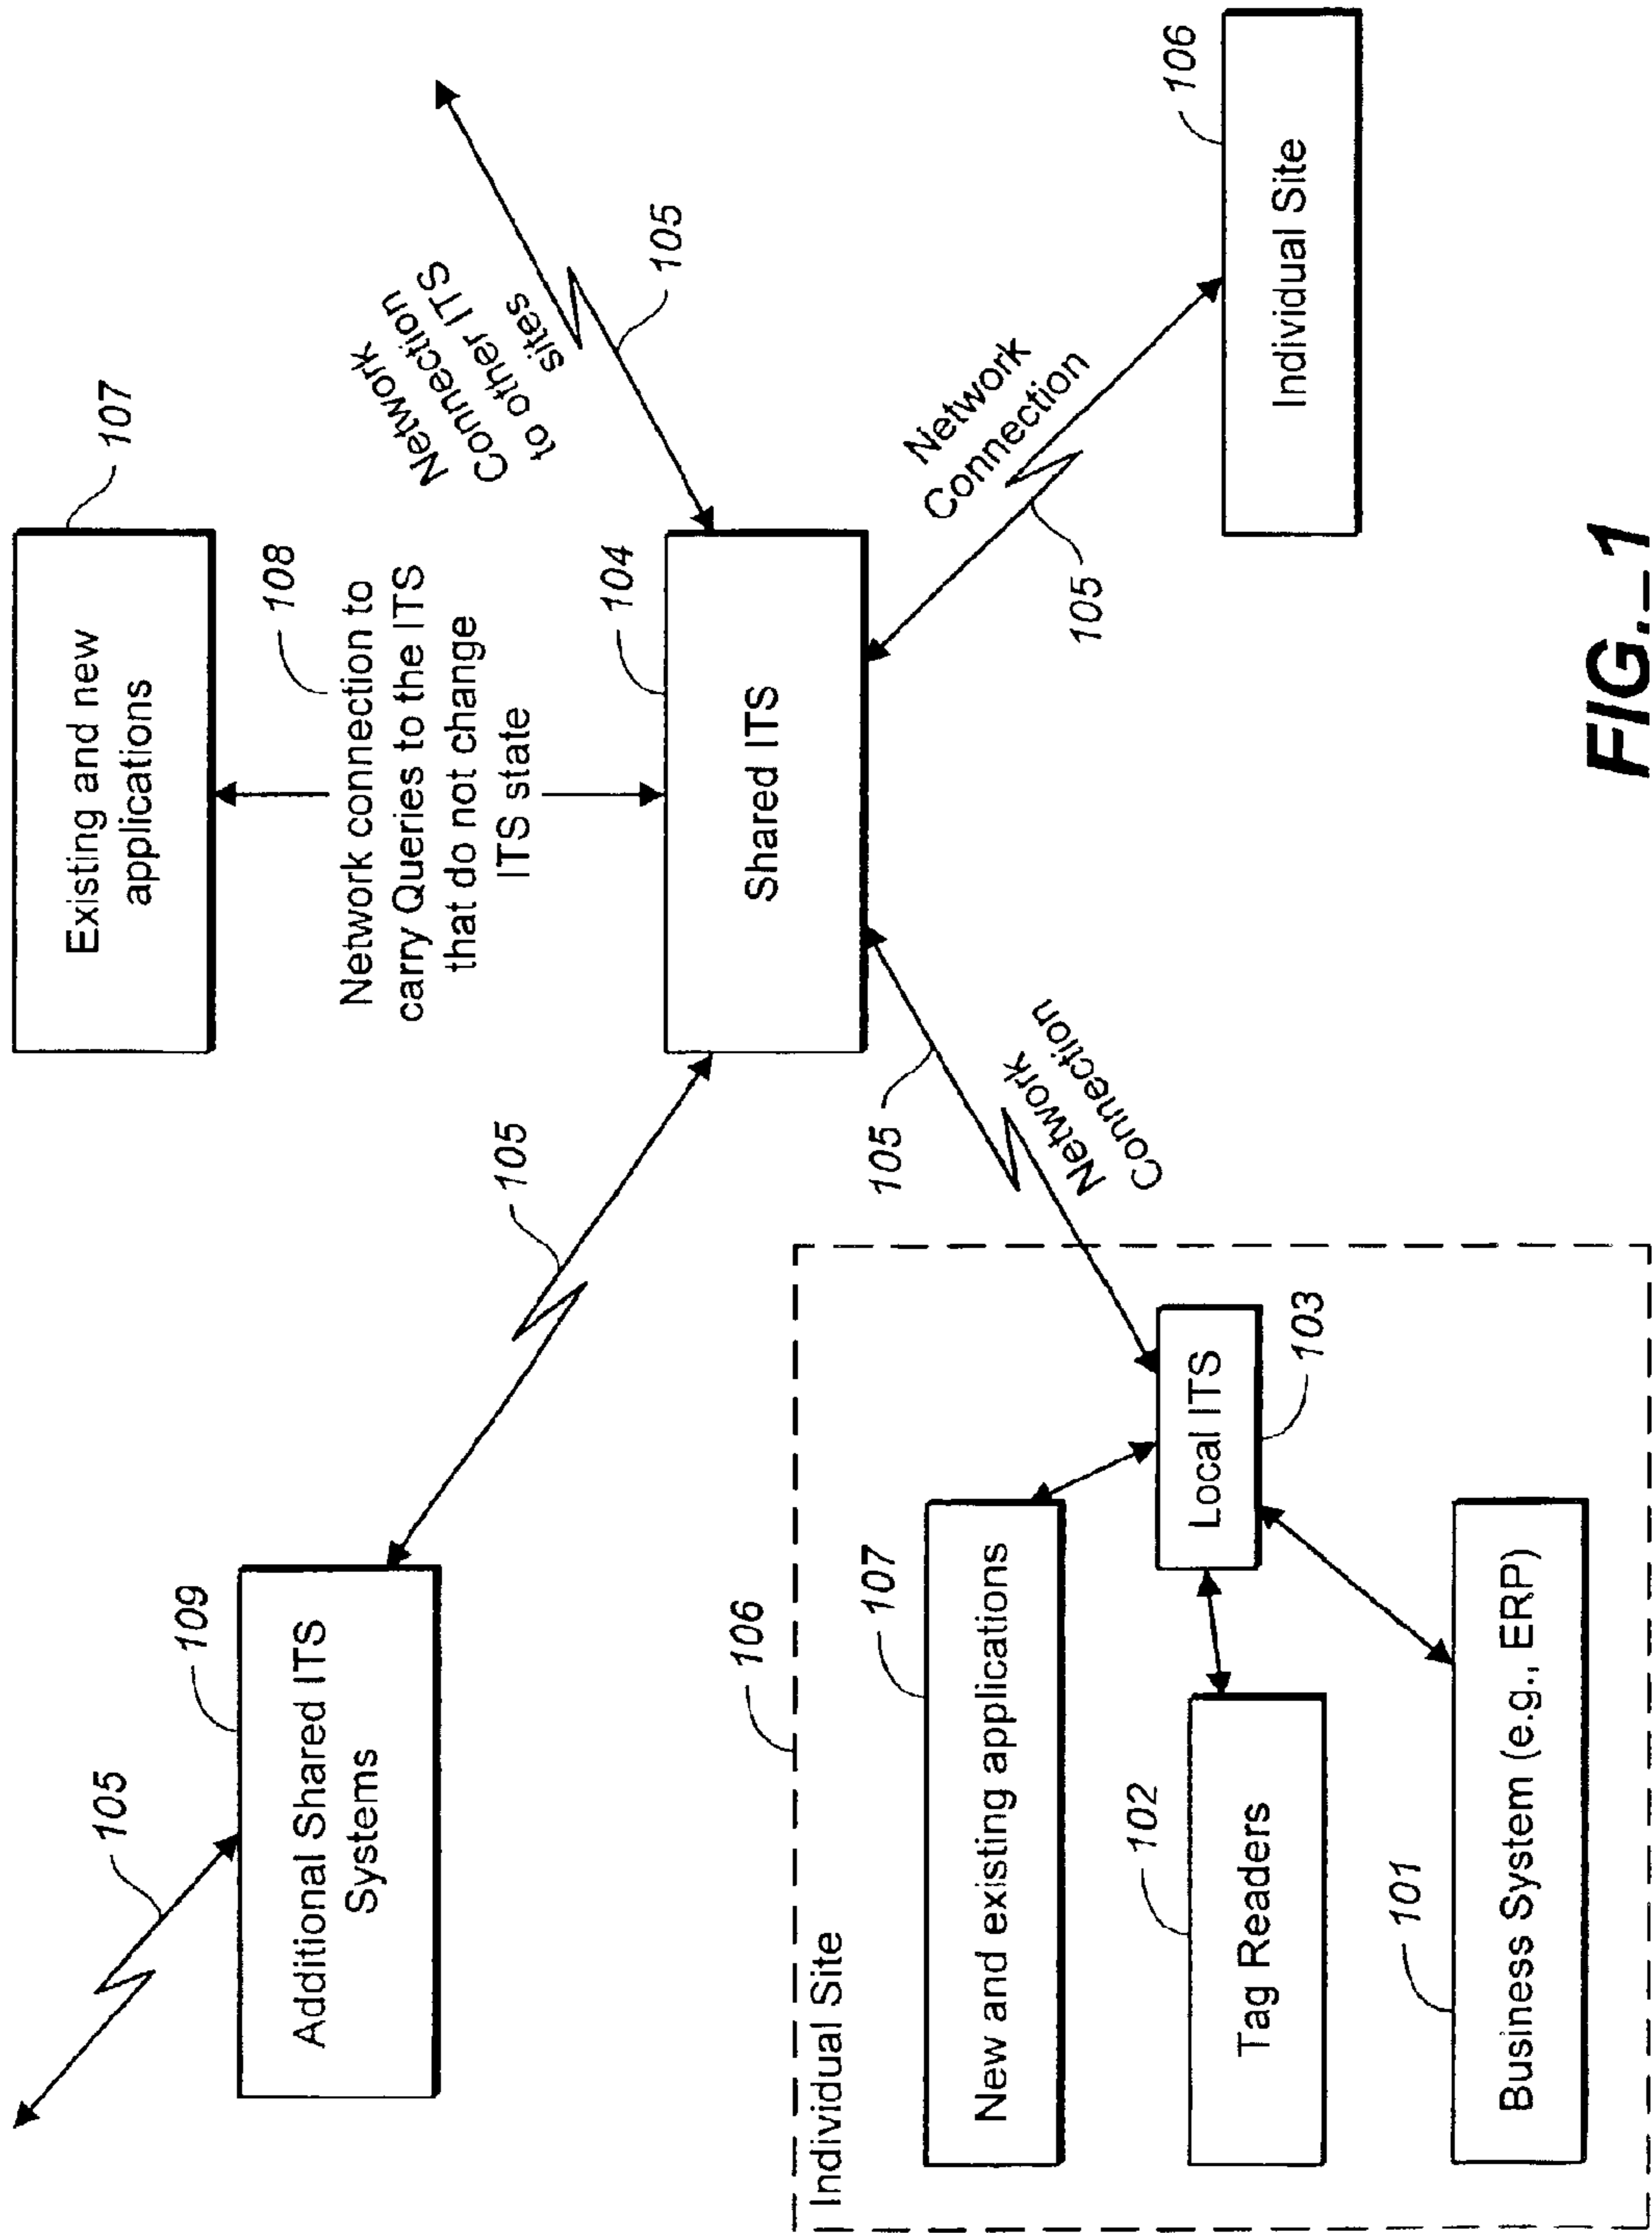 105
Additional Shared ITS
Systems
109
105
Existing and new
applications
107
108
Network connection to
carry Queries to the ITS
that do not change
ITS state
Network
Connection
to other ITS
sites
105
Shared ITS
104
105
Network
Connection
Network
Connection
105
Individual Site
106
Individual Site
106
New and existing applications
107
Tag Readers
102
Local ITS
103
Business System (e.g., ERP)
101
FIG._1